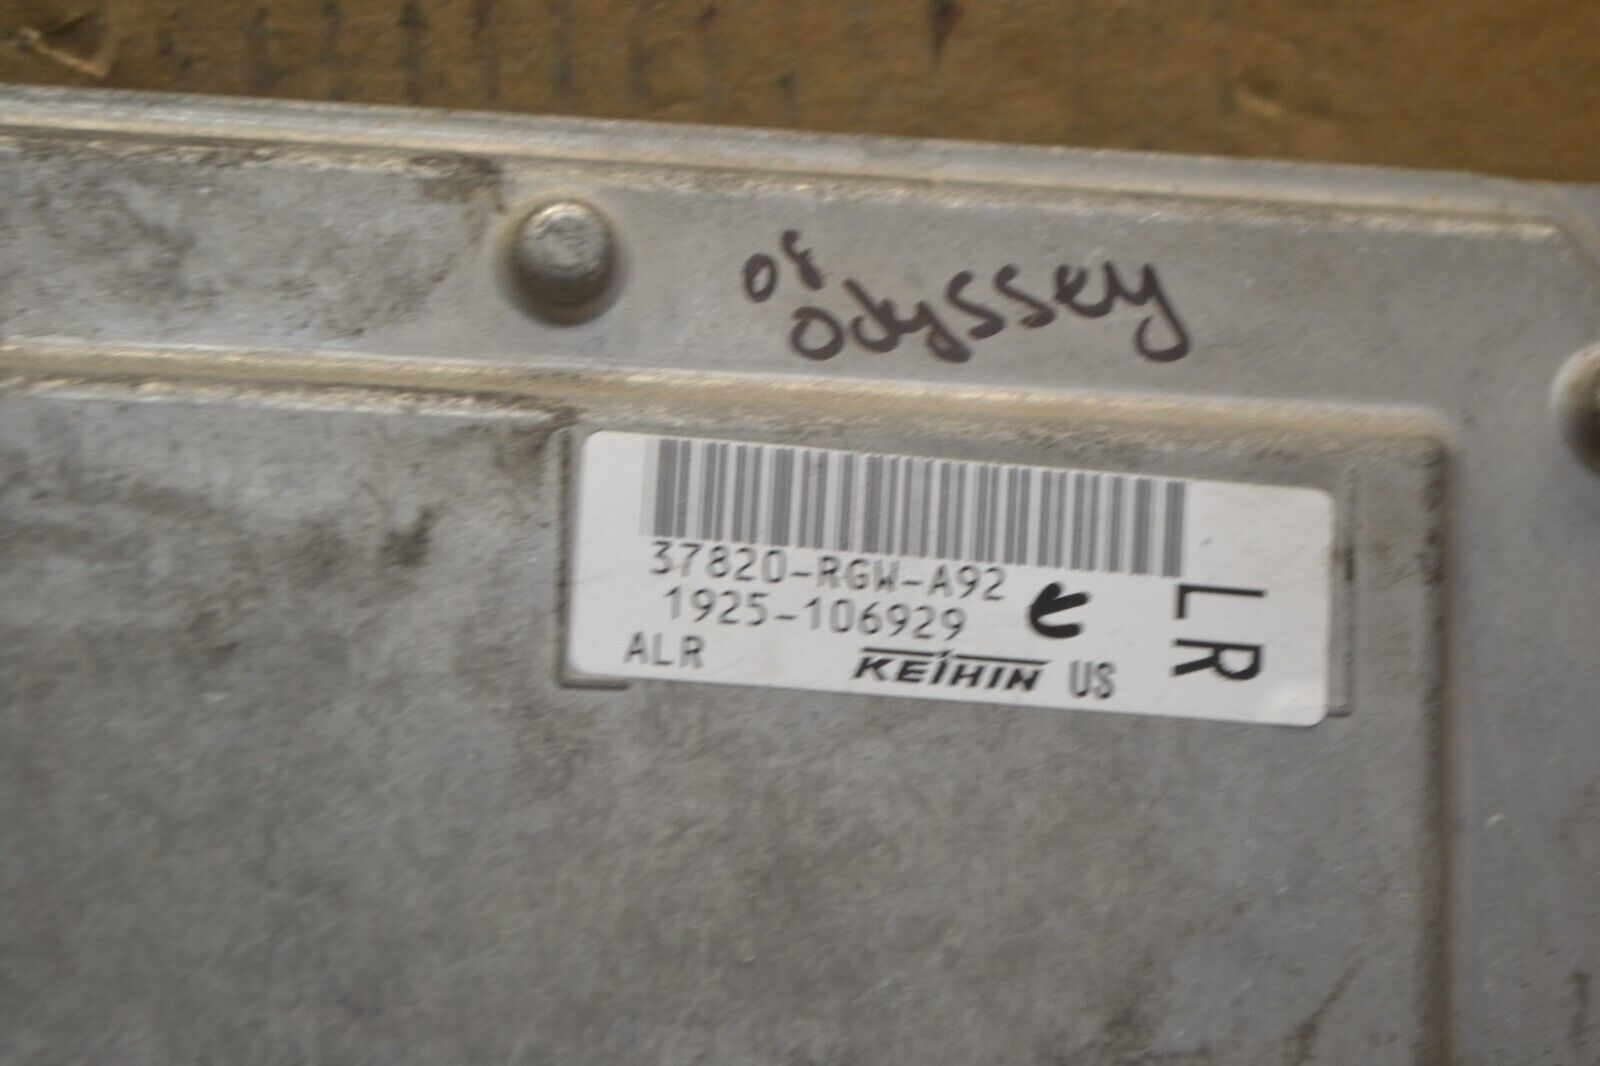 08
odyssey
37820-RGW-A92
1925-106929
ALR
KEIHIN US
LR